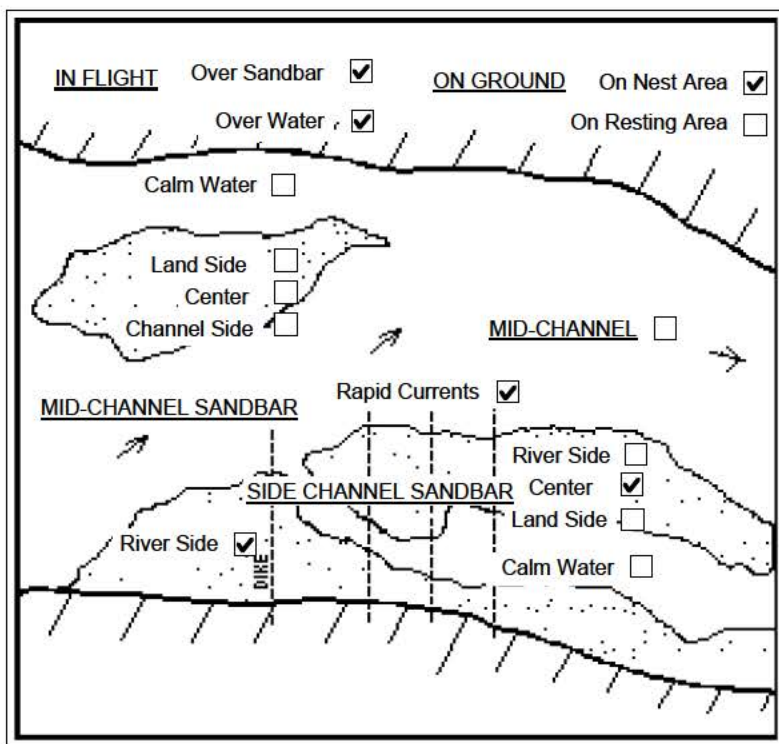 IN FLIGHT Over Sandbar ON GROUND On Nest Area
Over Water On Resting Area
Calm Water
Land Side
Center
Channel Side
MID-CHANNEL
Rapid Currents
MID-CHANNEL SANDBAR
River Side
SIDE CHANNEL SANDBAR Center
Land Side
River Side
DIKE
Calm Water